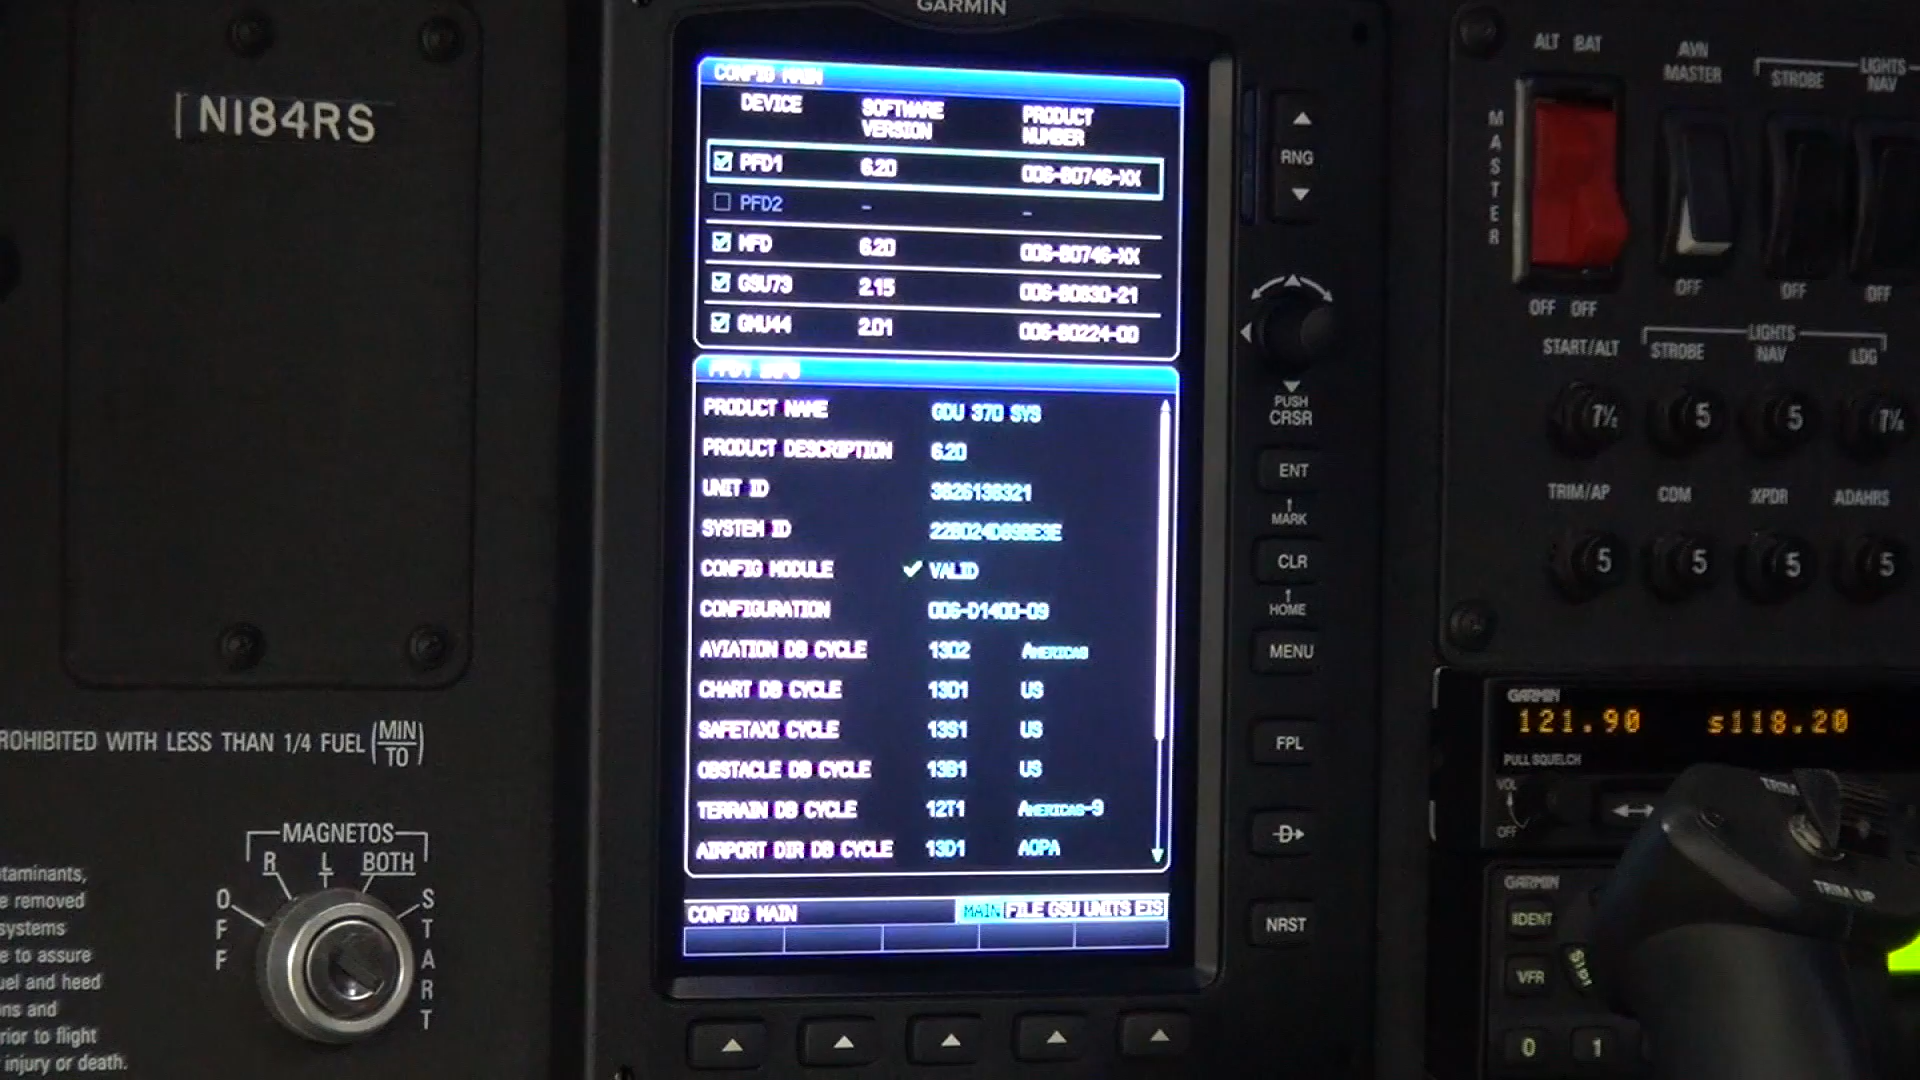 GARMIN
N184RS
CONFIG MAIN
DEVICE SOFTWARE VERSION PRODUCT NUMBER
PFD1 6.20 006-B0746-XX
PFD2 - -
MFD 6.20 006-B0746-XX
GSU73 2.15 006-B0830-21
GMU44 2.01 006-B0224-00
PFD1 INFO
PRODUCT NAME GDU 370 SYS
PRODUCT DESCRIPTION 6.20
UNIT ID 3826138321
SYSTEM ID
CONFIG MODULE VALID
CONFIGURATION 006-D1400-09
AVIATION DB CYCLE 13D2 AMERICAS
CHART DB CYCLE 13D1 US
SAFETAXI CYCLE 13S1 US
OBSTACLE DB CYCLE 13B1 US
TERRAIN DB CYCLE 12T1 AMERICAS-9
AIRPORT DIR DB CYCLE 13D1 AOPA
CONFIG MAIN MAIN FILE GSU UNITS EIS
RNG
PUSH
CRSR
ENT
MARK
CLR
HOME
MENU
FPL
D
NRST
ROHIBITED WITH LESS THAN 1/4 FUEL (MIN
TO)
MAGNETOS
R L BOTH
OFF
START
taminants,
e removed
systems
e to assure
uel and heed
ns and
rior to flight
injury or death.
ALT BAT
MASTER
OFF OFF
AVN
MASTER
OFF
LIGHTS
STROBE NAV
OFF OFF
START/ALT
LIGHTS
STROBE NAV LDG
7½ 5 5 7½
TRIM/AP COM XPDR ADAHRS
5 5 5 5
GARMIN
121.90 s118.20
PULL SQUELCH
VOL
OFF
TRIM
TRIM UP
GARMIN
IDENT
VFR
0 1